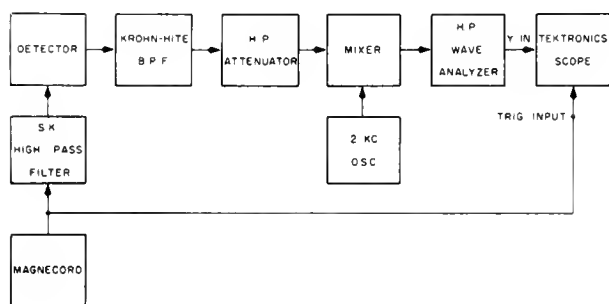 DETECTOR
KROHN-HITE
B P F
H P
ATTENUATOR
MIXER
H P
WAVE
ANALYZER
Y IN
TEKTRONICS
SCOPE
TRIG INPUT
S K
HIGH PASS
FILTER
2 KC
OSC
MAGNECORD